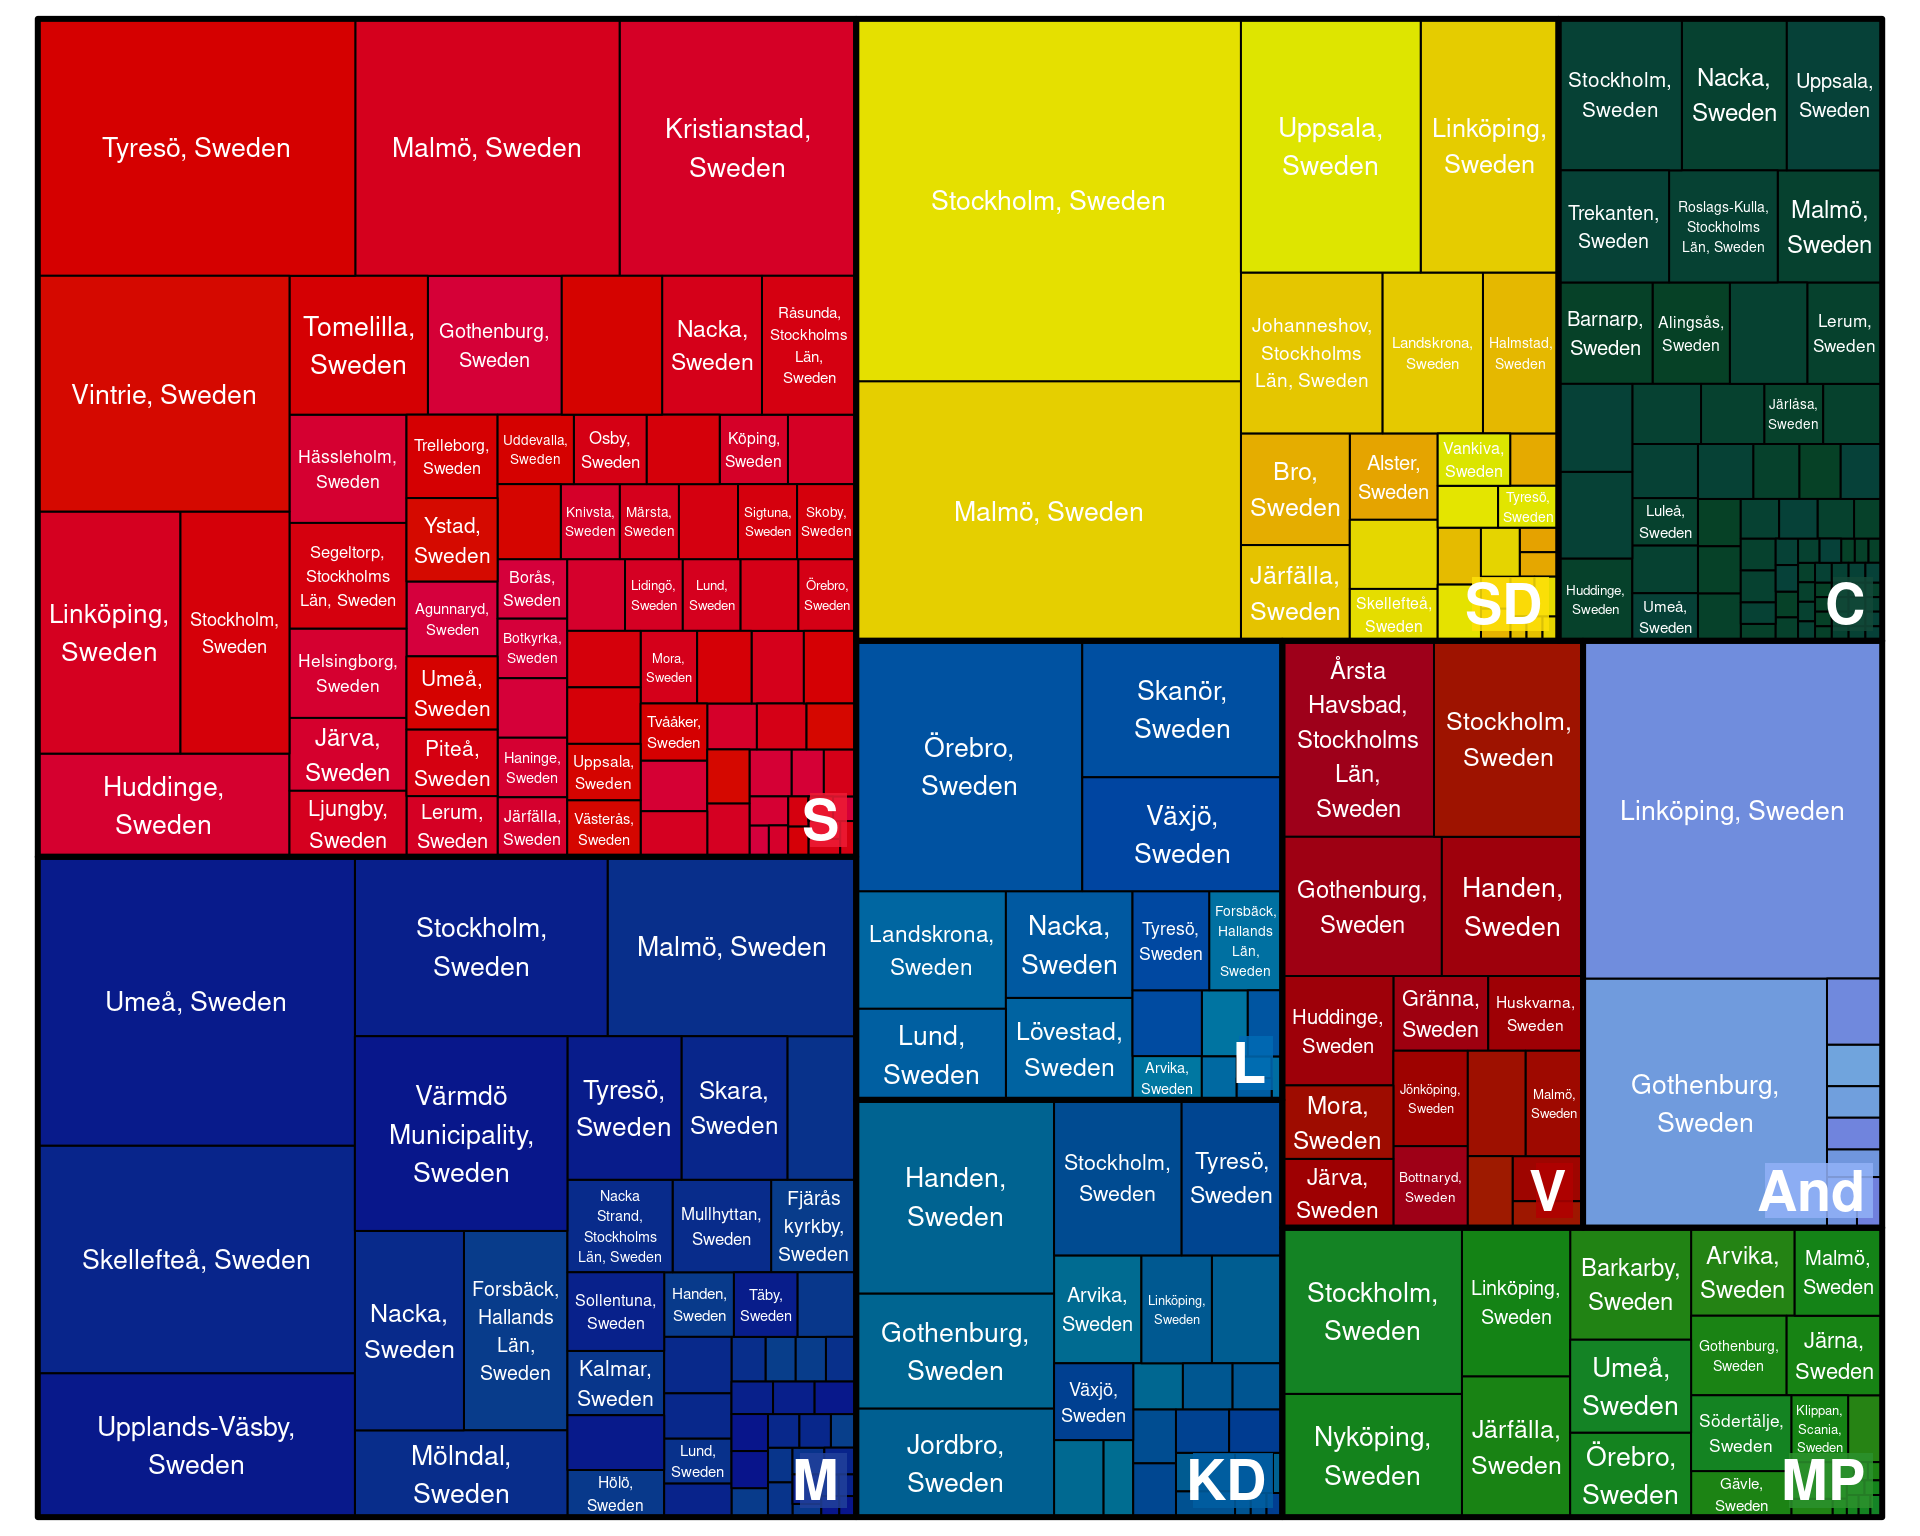 Tyresö, Sweden
Malmö, Sweden
Kristianstad,
Sweden
Vintrie, Sweden
Tomelilla,
Sweden
Gothenburg,
Sweden
Nacka,
Sweden
Råsunda,
Stockholms
Län,
Sweden
Linköping,
Sweden
Stockholm,
Sweden
Huddinge,
Sweden
Hässleholm,
Sweden
Segeltorp,
Stockholms
Län, Sweden
Helsingborg,
Sweden
Järva,
Sweden
Ljungby,
Sweden
Trelleborg,
Sweden
Ystad,
Sweden
Agunnaryd,
Sweden
Umeå,
Sweden
Piteå,
Sweden
Lerum,
Sweden
Uddevalla,
Sweden
Osby,
Sweden
Köping,
Sweden
Knivsta,
Sweden
Märsta,
Sweden
Sigtuna,
Sweden
Skoby,
Sweden
Borås,
Sweden
Botkyrka,
Sweden
Haninge,
Sweden
Järfälla,
Sweden
Lidingö,
Sweden
Lund,
Sweden
Örebro,
Sweden
Mora,
Sweden
Tvååker,
Sweden
Uppsala,
Sweden
Västerås,
Sweden
S
Stockholm, Sweden
Malmö, Sweden
Uppsala,
Sweden
Linköping,
Sweden
Johanneshov,
Stockholms
Län, Sweden
Landskrona,
Sweden
Halmstad,
Sweden
Bro,
Sweden
Järfälla,
Sweden
Alster,
Sweden
Vankiva,
Sweden
Tyresö,
Sweden
Skellefteå,
Sweden
SD
Stockholm,
Sweden
Nacka,
Sweden
Uppsala,
Sweden
Trekanten,
Sweden
Roslags-Kulla,
Stockholms
Län, Sweden
Malmö,
Sweden
Barnarp,
Sweden
Alingsås,
Sweden
Lerum,
Sweden
Järlåsa,
Sweden
Luleå,
Sweden
Huddinge,
Sweden
Umeå,
Sweden
C
Umeå, Sweden
Skellefteå, Sweden
Upplands-Väsby,
Sweden
Stockholm,
Sweden
Malmö, Sweden
Värmdö
Municipality,
Sweden
Tyresö,
Sweden
Skara,
Sweden
Nacka,
Sweden
Forsbäck,
Hallands
Län,
Sweden
Mölndal,
Sweden
Nacka
Strand,
Stockholms
Län, Sweden
Mullhyttan,
Sweden
Fjärås
kyrkby,
Sweden
Sollentuna,
Sweden
Handen,
Sweden
Täby,
Sweden
Kalmar,
Sweden
Lund,
Sweden
Hölö,
Sweden
M
Örebro,
Sweden
Skanör,
Sweden
Växjö,
Sweden
Landskrona,
Sweden
Nacka,
Sweden
Tyresö,
Sweden
Forsbäck,
Hallands
Län,
Sweden
Lund,
Sweden
Lövestad,
Sweden
Arvika,
Sweden
L
Handen,
Sweden
Gothenburg,
Sweden
Jordbro,
Sweden
Stockholm,
Sweden
Tyresö,
Sweden
Arvika,
Sweden
Linköping,
Sweden
Växjö,
Sweden
KD
Årsta
Havsbad,
Stockholms
Län,
Sweden
Stockholm,
Sweden
Gothenburg,
Sweden
Handen,
Sweden
Huddinge,
Sweden
Gränna,
Sweden
Huskvarna,
Sweden
Mora,
Sweden
Järva,
Sweden
Jönköping,
Sweden
Malmö,
Sweden
Bottnaryd,
Sweden
V
Linköping, Sweden
Gothenburg,
Sweden
And
Stockholm,
Sweden
Nyköping,
Sweden
Linköping,
Sweden
Järfälla,
Sweden
Barkarby,
Sweden
Umeå,
Sweden
Örebro,
Sweden
Arvika,
Sweden
Malmö,
Sweden
Gothenburg,
Sweden
Järna,
Sweden
Södertälje,
Sweden
Klippan,
Scania,
Sweden
Gävle,
Sweden
MP